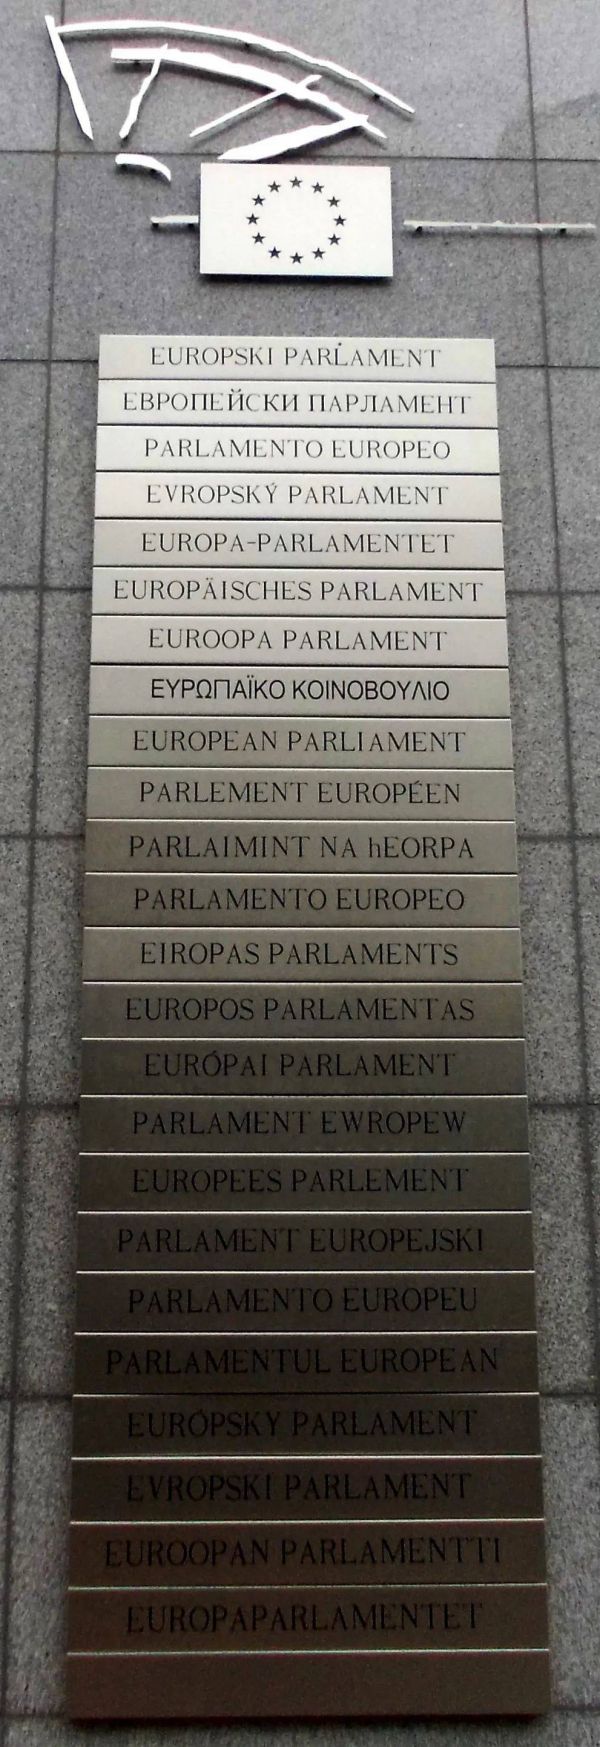 EUROPSKI PARLAMENT
ЕВРОПЕЙСКИ ПАРЛАМЕНТ
PARLAMENTO EUROPEO
EVROPSKÝ PARLAMENT
EUROPA-PARLAMENTET
EUROPÄISCHES PARLAMENT
EUROOPA PARLAMENT
ΕΥΡΩΠΑΪΚΟ ΚΟΙΝΟΒΟΥΛΙΟ
EUROPEAN PARLIAMENT
PARLEMENT EUROPÉEN
PARLAIMINT NA hEORPA
PARLAMENTO EUROPEO
EIROPAS PARLAMENTS
EUROPOS PARLAMENTAS
EURÓPAI PARLAMENT
PARLAMENT EWROPEW
EUROPEES PARLEMENT
PARLAMENT EUROPEJSKI
PARLAMENTO EUROPEU
PARLAMENTUL EUROPEAN
EURÓPSKY PARLAMENT
EVROPSKI PARLAMENT
EUROOPAN PARLAMENTTI
EUROPAPARLAMENTET